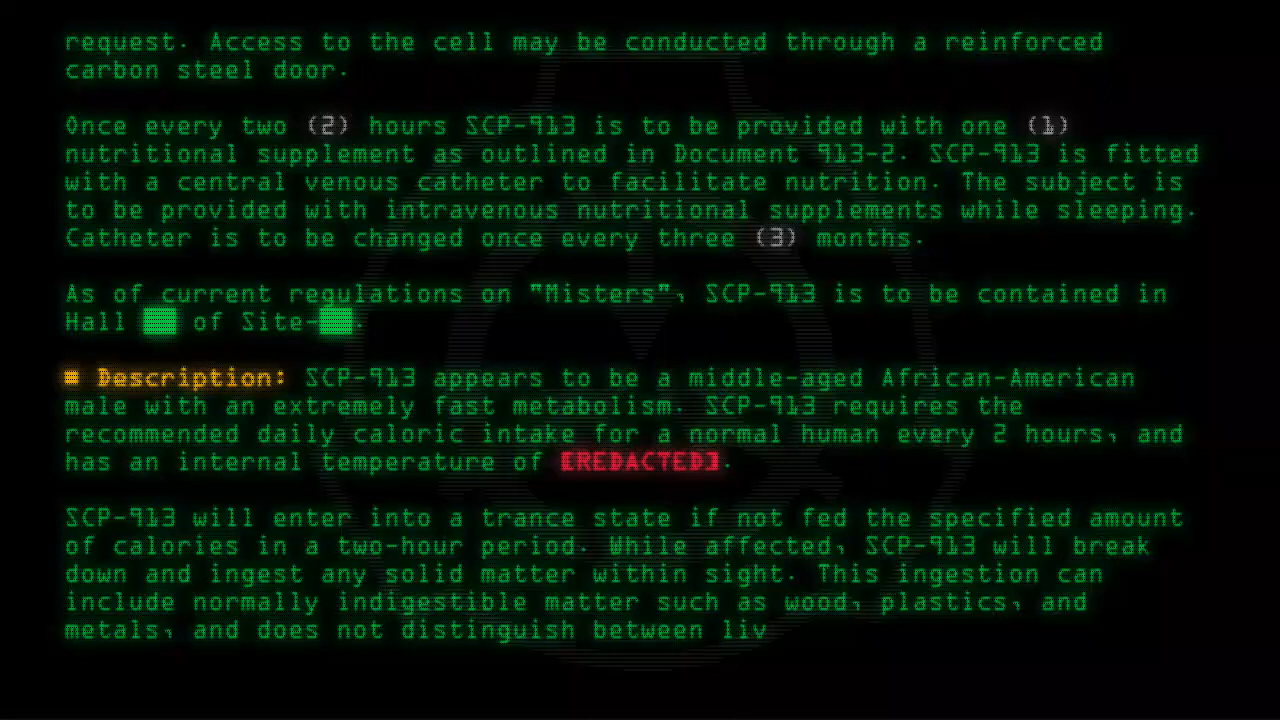 request. Access to the cell may be conducted through a reinforced
carbon steel door.
Once every two (2) hours SCP-913 is to be provided with one (1)
nutritional supplement as outlined in Document 913-2. SCP-913 is fitted
with a central venous catheter to facilitate nutrition. The subject is
to be provided with intravenous nutritional supplements while sleeping.
Catheter is to be changed once every three (3) months.
As of current regulations on "Misters", SCP-913 is to be contained in
Hall ██ of Site-██.
■ Description: SCP-913 appears to be a middle-aged African-American
male with an extremely fast metabolism. SCP-913 requires the
recommended daily caloric intake for a normal human every 2 hours, and
has an internal temperature of [REDACTED].
SCP-913 will enter into a trance state if not fed the specified amount
of calories in a two-hour period. While affected, SCP-913 will break
down and ingest any solid matter within sight. This ingestion can
include normally indigestible matter such as wood, plastics, and
metals, and does not distinguish between liv